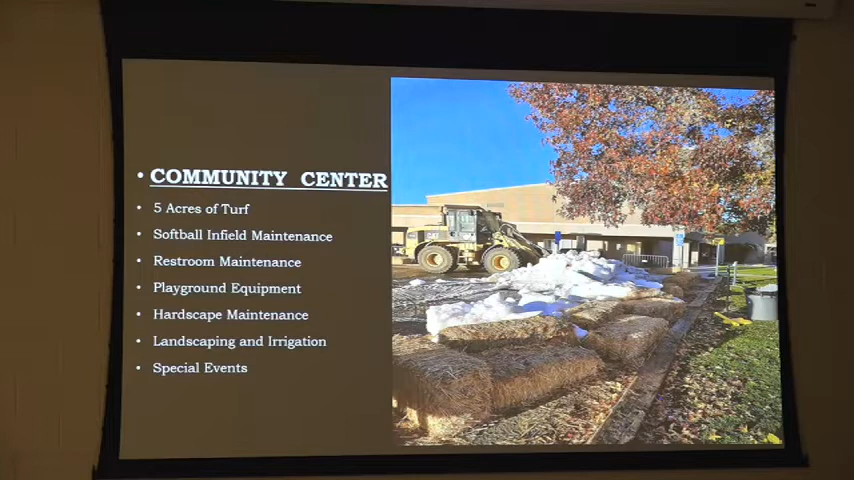 • COMMUNITY CENTER
• 5 Acres of Turf
• Softball Infield Maintenance
• Restroom Maintenance
• Playground Equipment
• Hardscape Maintenance
• Landscaping and Irrigation
• Special Events
CAT